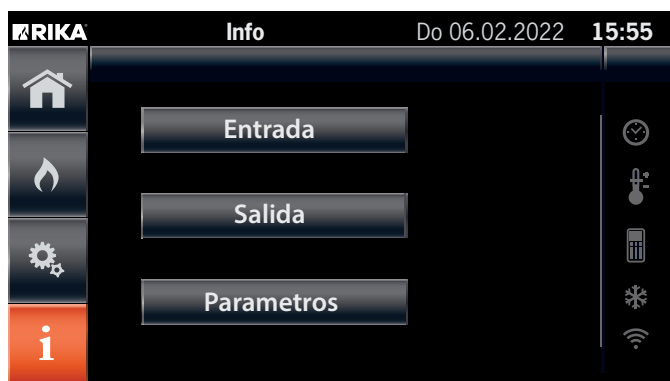 RIKA Info Do 06.02.2022 15:55
Entrada
Salida
Parametros
i